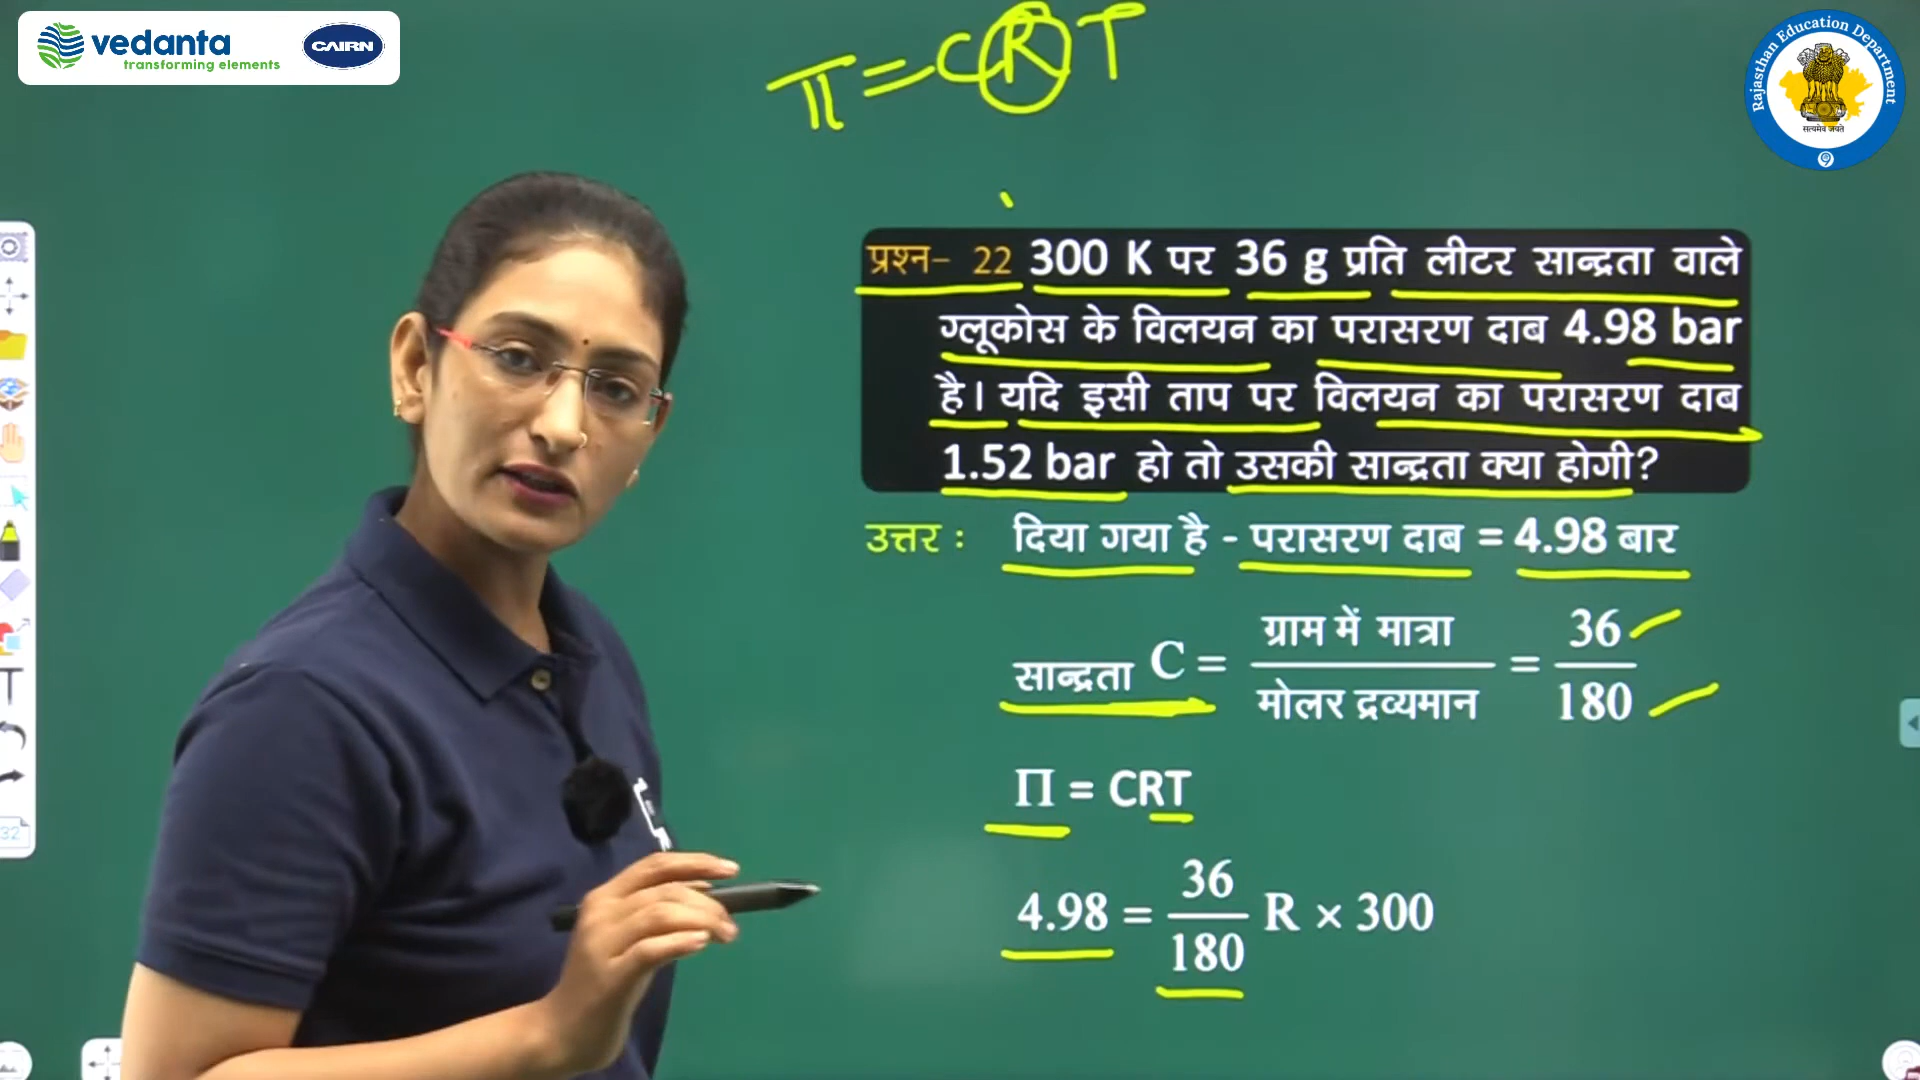 vedanta
transforming elements
CAIRN
π = CRT
Rajasthan Education Department
सत्यमेव जयते
प्रश्न– 22 300 K पर 36 g प्रति लीटर सान्द्रता वाले
ग्लूकोस के विलयन का परासरण दाब 4.98 bar
है। यदि इसी ताप पर विलयन का परासरण दाब
1.52 bar हो तो उसकी सान्द्रता क्या होगी?
उत्तर : दिया गया है - परासरण दाब = 4.98 बार
सान्द्रता C = ग्राम में मात्रा / मोलर द्रव्यमान = 36 / 180
Π = CRT
4.98 = 36 / 180 R × 300
32